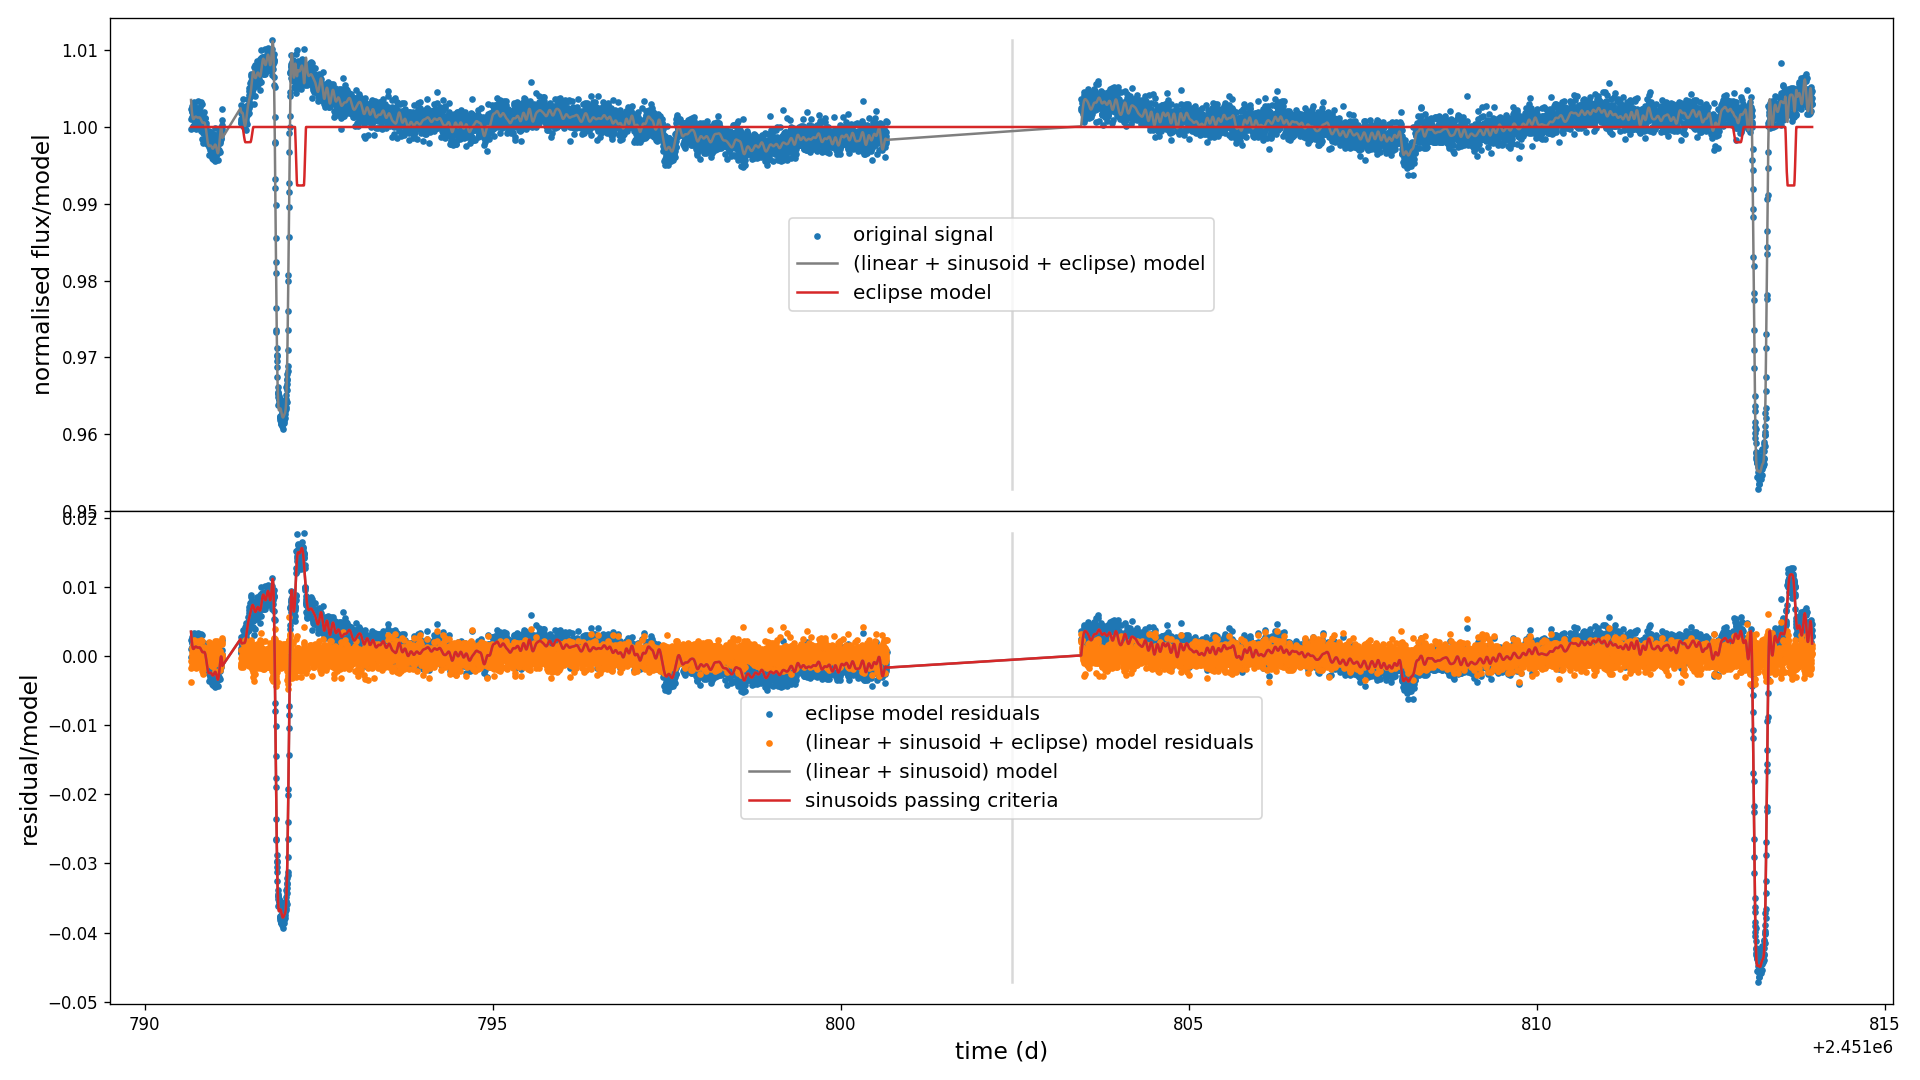 normalised flux/model
1.01
1.00
0.99
0.98
0.97
0.96
0.95
original signal
(linear + sinusoid + eclipse) model
eclipse model
residual/model
0.02
0.01
0.00
−0.01
−0.02
−0.03
−0.04
−0.05
eclipse model residuals
(linear + sinusoid + eclipse) model residuals
(linear + sinusoid) model
sinusoids passing criteria
790 795 800 805 810 815
+2.451e6
time (d)